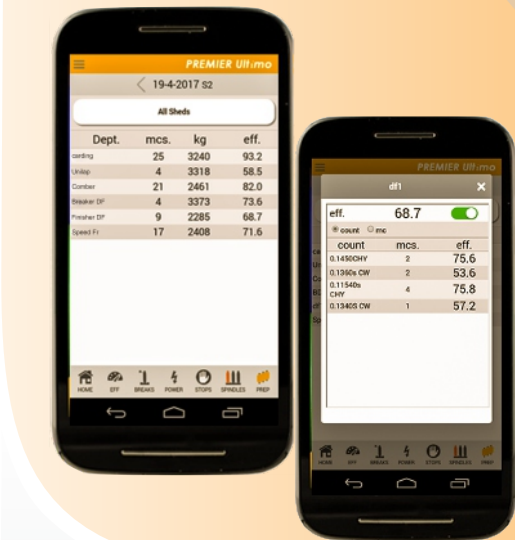 PREMIER Ultimo
19-4-2017 S2
All Sheds
Dept. mcs. kg eff.
carding 25 3240 93.2
Unilap 4 3318 58.5
Comber 21 2461 82.0
Breaker DF 4 3373 73.6
Finisher DF 9 2285 68.7
Speed Fr 17 2408 71.6
HOME EFF BREAKS POWER STOPS SPINDLES PREP
PREMIER Ultimo
df1 ×
eff. 68.7
count mc
count mcs. eff.
0.1450CHY 2 75.6
0.1360s CW 2 53.6
0.11540s
CHY 4 75.8
0.1340S CW 1 57.2
HOME EFF BREAKS POWER STOPS SPINDLES PREP